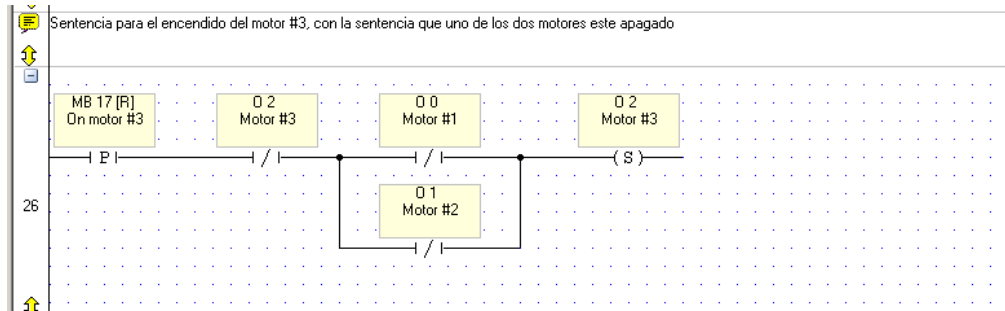 Sentencia para el encendido del motor #3, con la sentencia que uno de los dos motores este apagado
MB 17 [R]
On motor #3
O 2
Motor #3
O 0
Motor #1
O 2
Motor #3
P
S
26
O 1
Motor #2